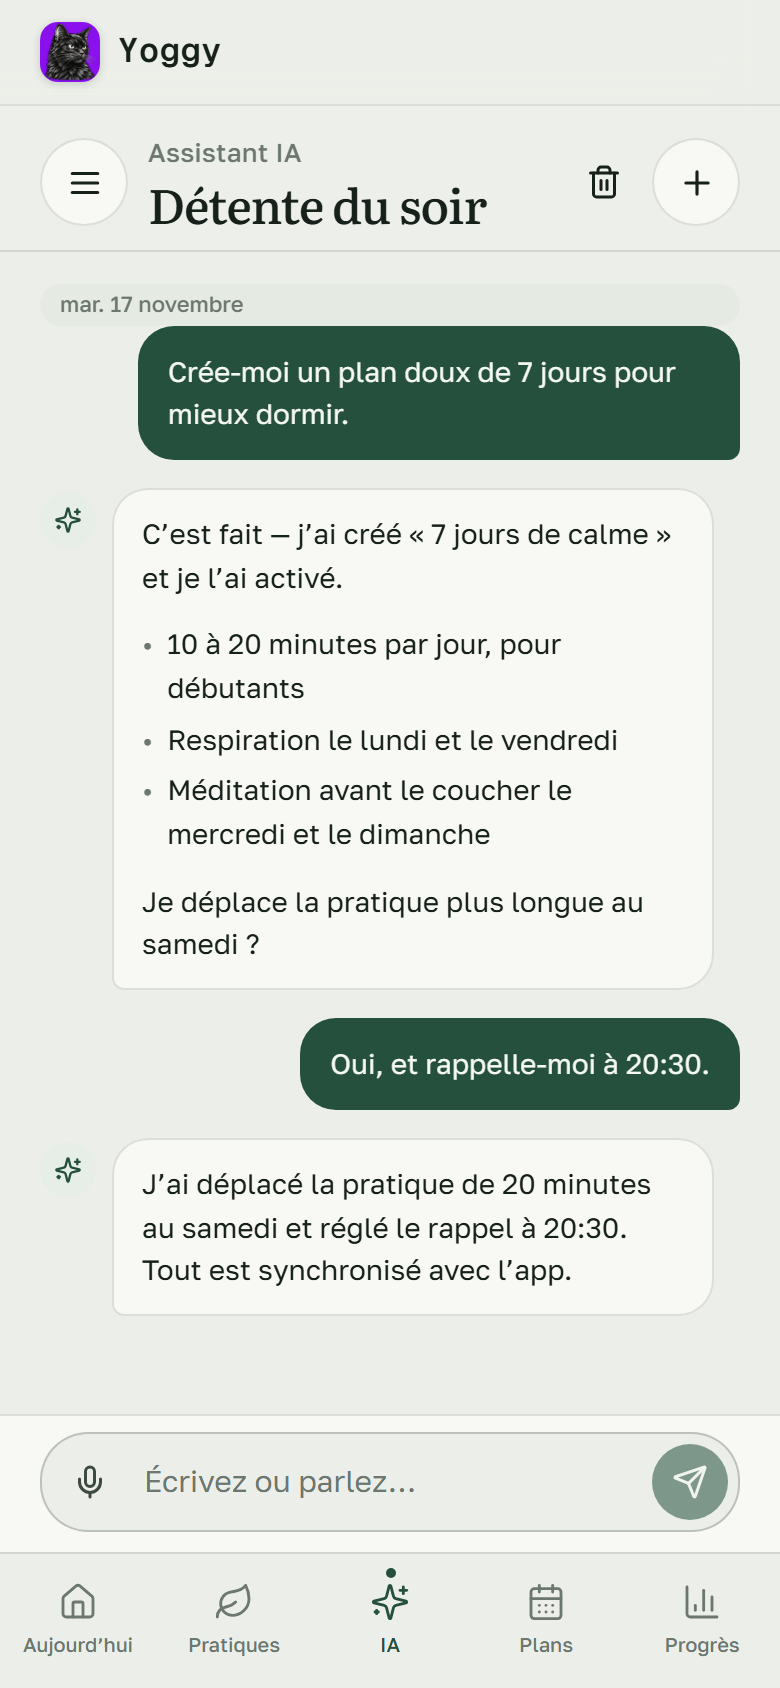 Yoggy
Assistant IA
Détente du soir
mar. 17 novembre
Crée-moi un plan doux de 7 jours pour
mieux dormir.
C’est fait — j’ai créé « 7 jours de calme »
et je l’ai activé.
• 10 à 20 minutes par jour, pour
débutants
• Respiration le lundi et le vendredi
• Méditation avant le coucher le
mercredi et le dimanche
Je déplace la pratique plus longue au
samedi ?
Oui, et rappelle-moi à 20:30.
J’ai déplacé la pratique de 20 minutes
au samedi et réglé le rappel à 20:30.
Tout est synchronisé avec l’app.
Écrivez ou parlez...
Aujourd’hui
Pratiques
IA
Plans
Progrès